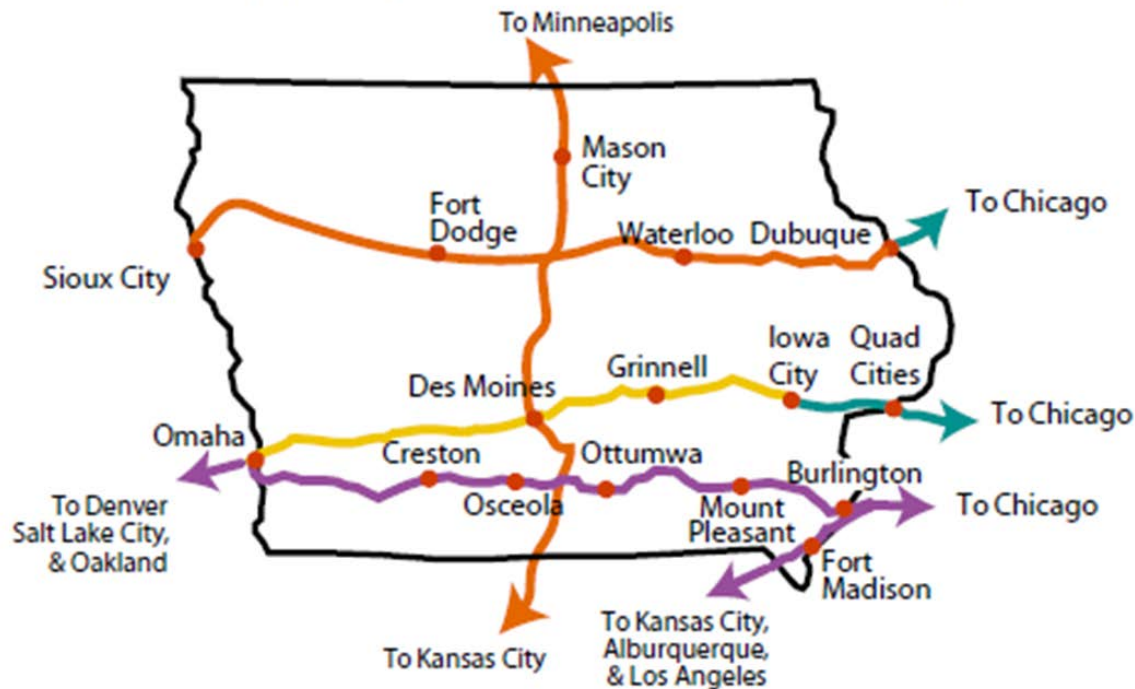 To Minneapolis
Mason
City
To Chicago
Fort
Dodge
Waterloo
Dubuque
Sioux City
Iowa
City
Quad
Cities
Grinnell
Des Moines
To Chicago
Omaha
Creston
Ottumwa
Burlington
To Denver
Salt Lake City,
& Oakland
Osceola
Mount
Pleasant
To Chicago
Fort
Madison
To Kansas City,
Alburquerque,
& Los Angeles
To Kansas City